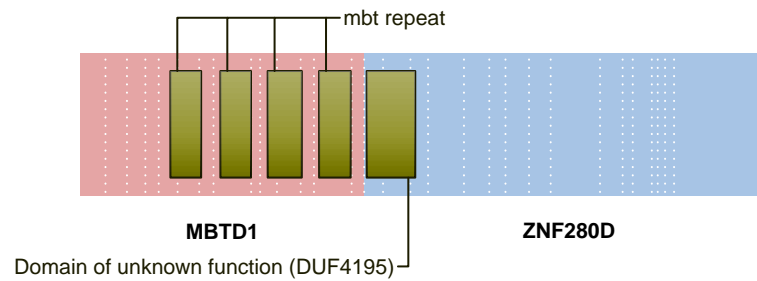 mbt repeat
MBTD1
ZNF280D
Domain of unknown function (DUF4195)